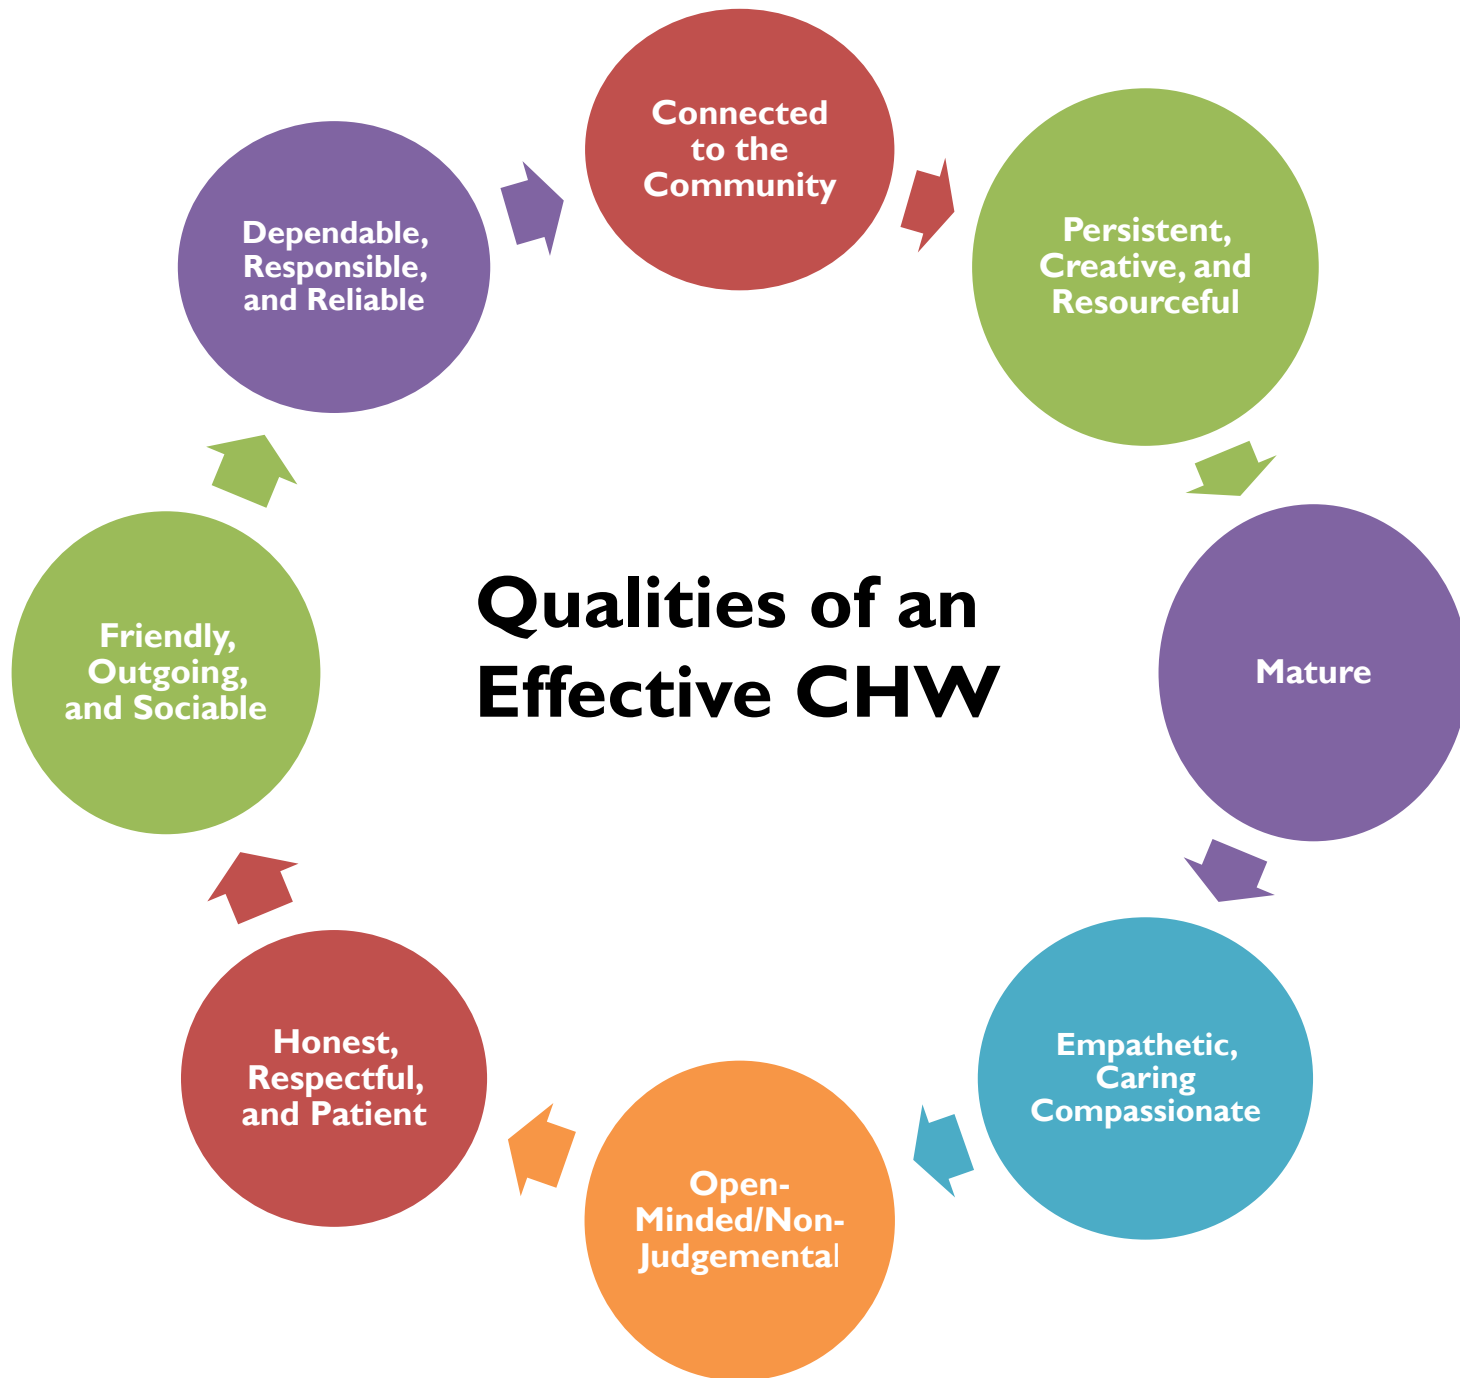 Connected
to the
Community
Persistent,
Creative, and
Resourceful
Mature
Empathetic,
Caring
Compassionate
Open-
Minded/Non-
Judgemental
Honest,
Respectful,
and Patient
Friendly,
Outgoing,
and Sociable
Dependable,
Responsible,
and Reliable
Qualities of an
Effective CHW